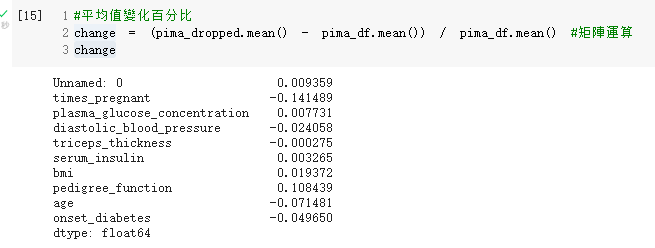 [15]
1 #平均值變化百分比
2 change = (pima_dropped.mean() - pima_df.mean()) / pima_df.mean() #矩陣運算
3 change
秒
Unnamed: 0 0.009359
times_pregnant -0.141489
plasma_glucose_concentration 0.007731
diastolic_blood_pressure -0.024058
triceps_thickness -0.000275
serum_insulin 0.003265
bmi 0.019372
pedigree_function 0.108439
age -0.071481
onset_diabetes -0.049650
dtype: float64